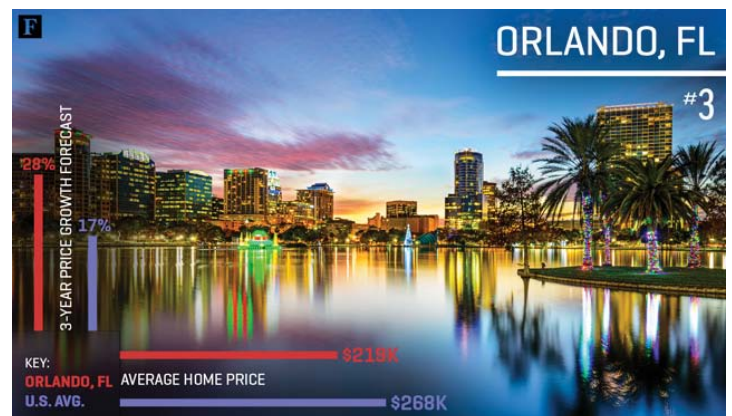 F
ORLANDO, FL
#3
3-YEAR PRICE GROWTH FORECAST
28%
17%
KEY:
ORLANDO, FL
U.S. AVG.
$219K
AVERAGE HOME PRICE
$268K